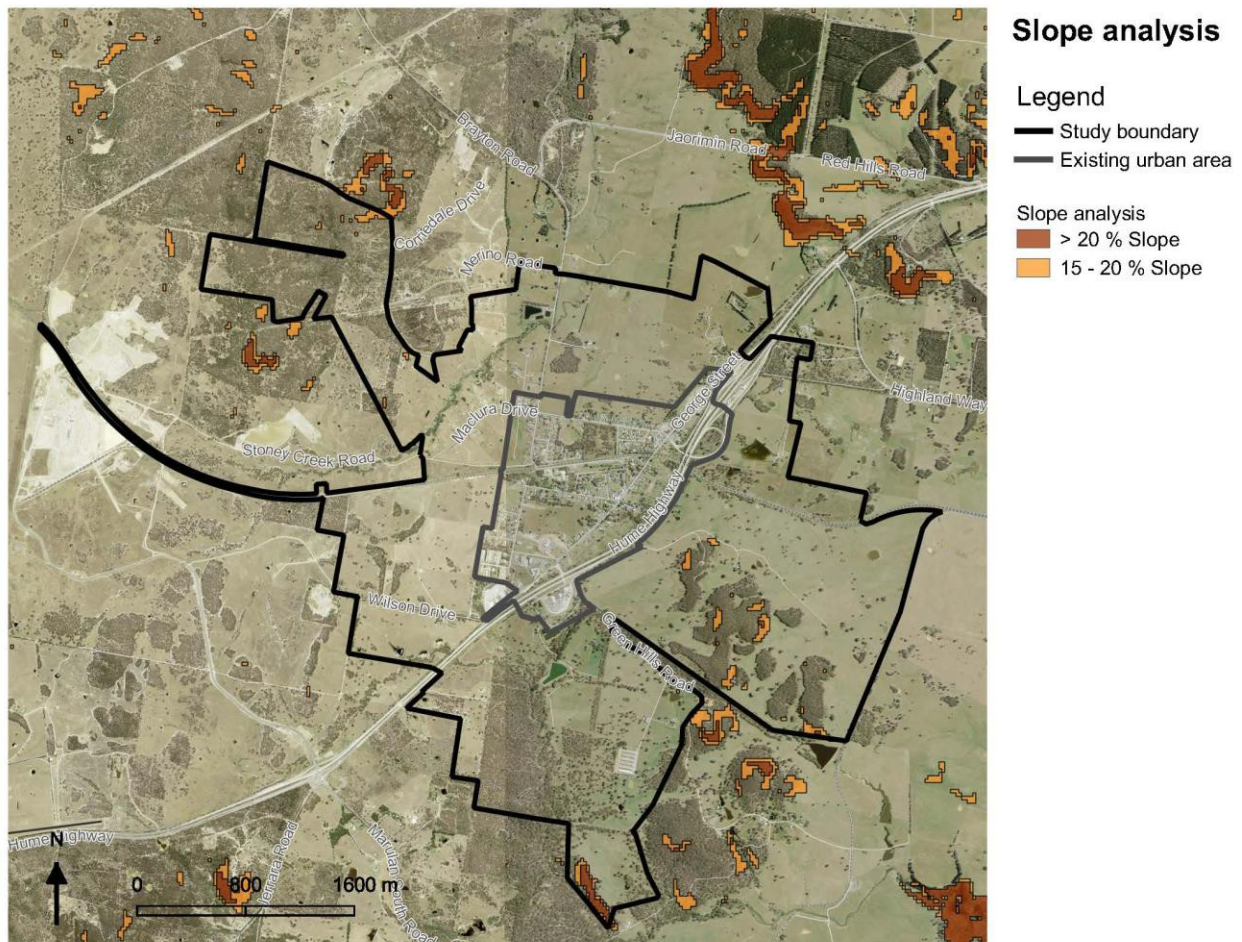 Slope analysis
Legend
Study boundary
Existing urban area
Slope analysis
> 20 % Slope
15 - 20 % Slope
Brayton Road
Jaorimin Road
Red Hills Road
Corriedale Drive
Merino Road
George Street
Highland Way
Maclura Drive
Stoney Creek Road
Hume Highway
Wilson Drive
Green Hills Road
Hume Highway
N
Jerrara Road
Marulan South Road
0 800 1600 m